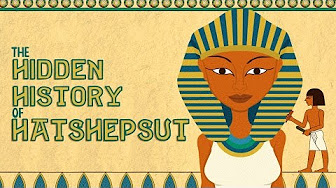 THE
HIDDEN
HISTORY
OF
HATSHEPSUT